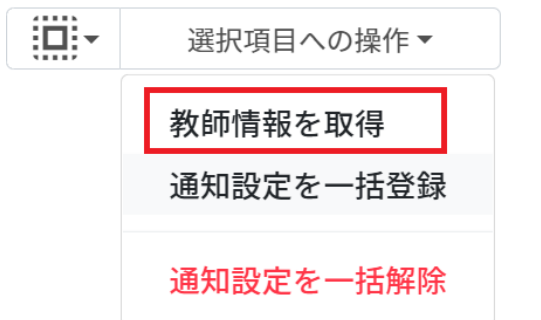 選択項目への操作
教師情報を取得
通知設定を一括登録
通知設定を一括解除